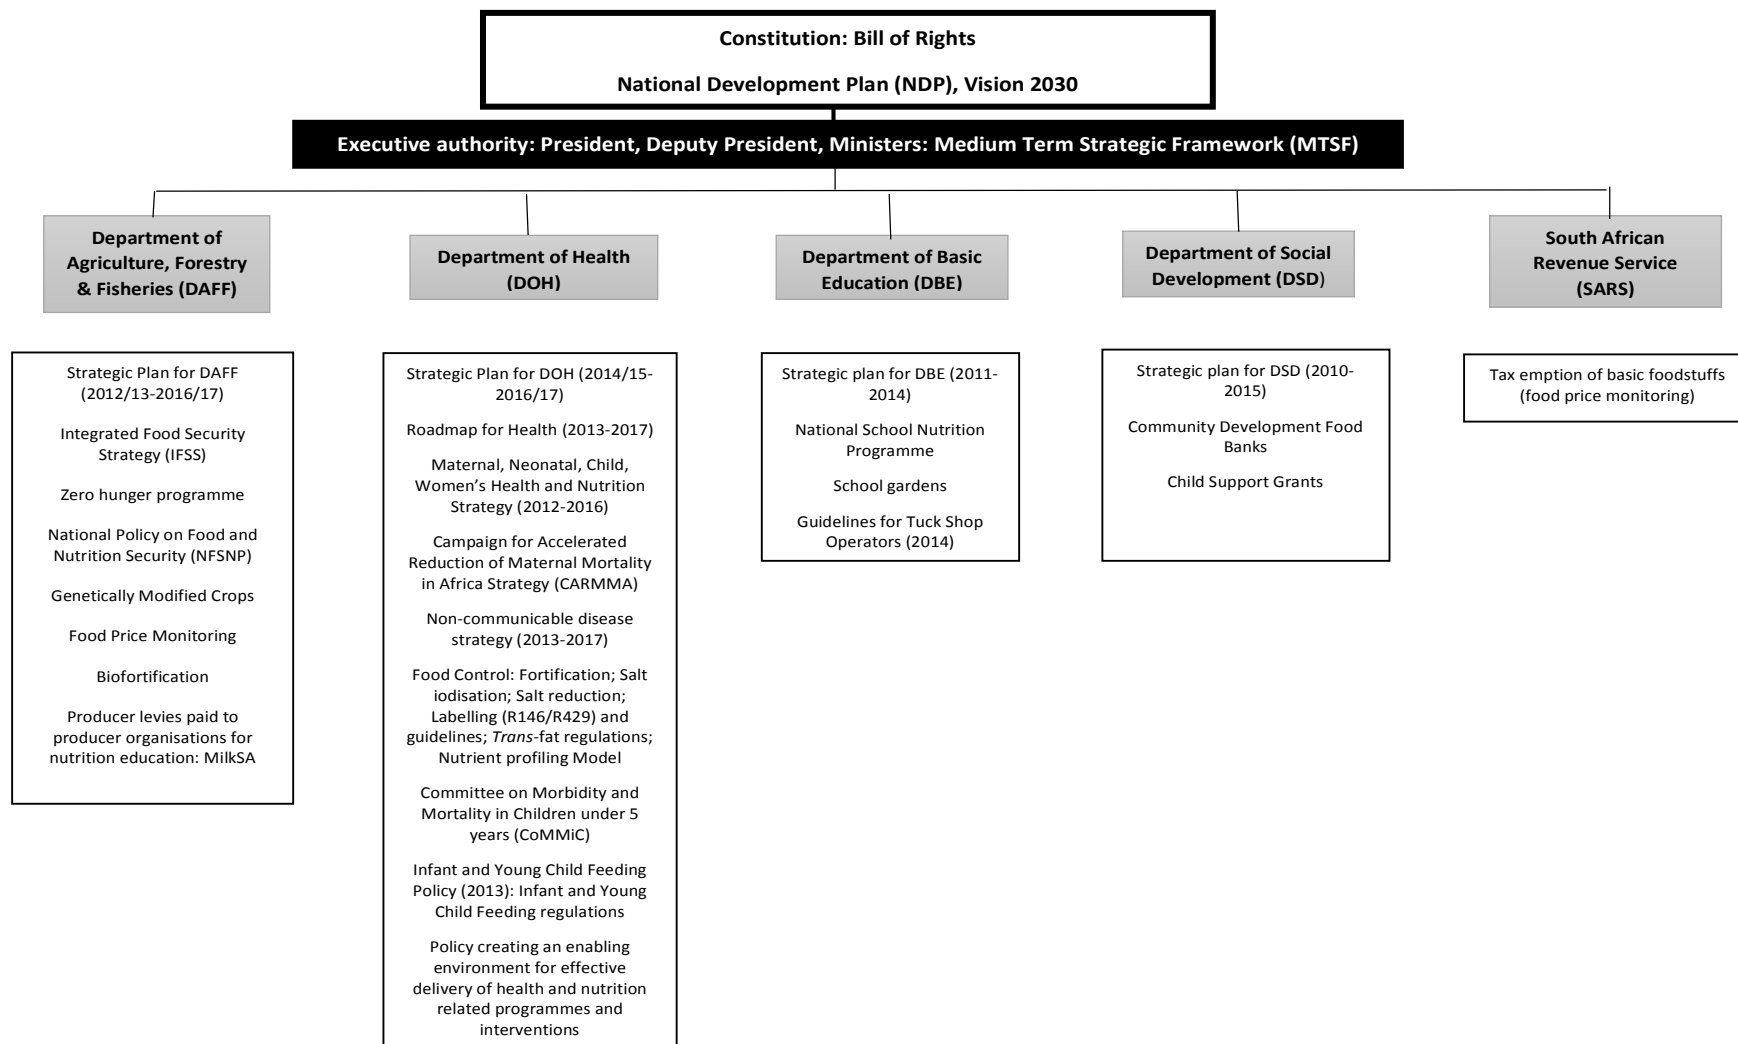 Constitution: Bill of Rights
National Development Plan (NDP), Vision 2030
Executive authority: President, Deputy President, Ministers: Medium Term Strategic Framework (MTSF)
Department of
Agriculture, Forestry
& Fisheries (DAFF)
Department of Health
(DOH)
Department of Basic
Education (DBE)
Department of Social
Development (DSD)
South African
Revenue Service
(SARS)
Strategic Plan for DAFF
(2012/13-2016/17)
Integrated Food Security
Strategy (IFSS)
Zero hunger programme
National Policy on Food and
Nutrition Security (NFSNP)
Genetically Modified Crops
Food Price Monitoring
Biofortification
Producer levies paid to
producer organisations for
nutrition education: MilkSA
Strategic Plan for DOH (2014/15-
2016/17)
Roadmap for Health (2013-2017)
Maternal, Neonatal, Child,
Women’s Health and Nutrition
Strategy (2012-2016)
Campaign for Accelerated
Reduction of Maternal Mortality
in Africa Strategy (CARMMA)
Non-communicable disease
strategy (2013-2017)
Food Control: Fortification; Salt
iodisation; Salt reduction;
Labelling (R146/R429) and
guidelines; Trans-fat regulations;
Nutrient profiling Model
Committee on Morbidity and
Mortality in Children under 5
years (CoMMiC)
Infant and Young Child Feeding
Policy (2013): Infant and Young
Child Feeding regulations
Policy creating an enabling
environment for effective
delivery of health and nutrition
related programmes and
interventions
Strategic plan for DBE (2011-
2014)
National School Nutrition
Programme
School gardens
Guidelines for Tuck Shop
Operators (2014)
Strategic plan for DSD (2010-
2015)
Community Development Food
Banks
Child Support Grants
Tax emption of basic foodstuffs
(food price monitoring)